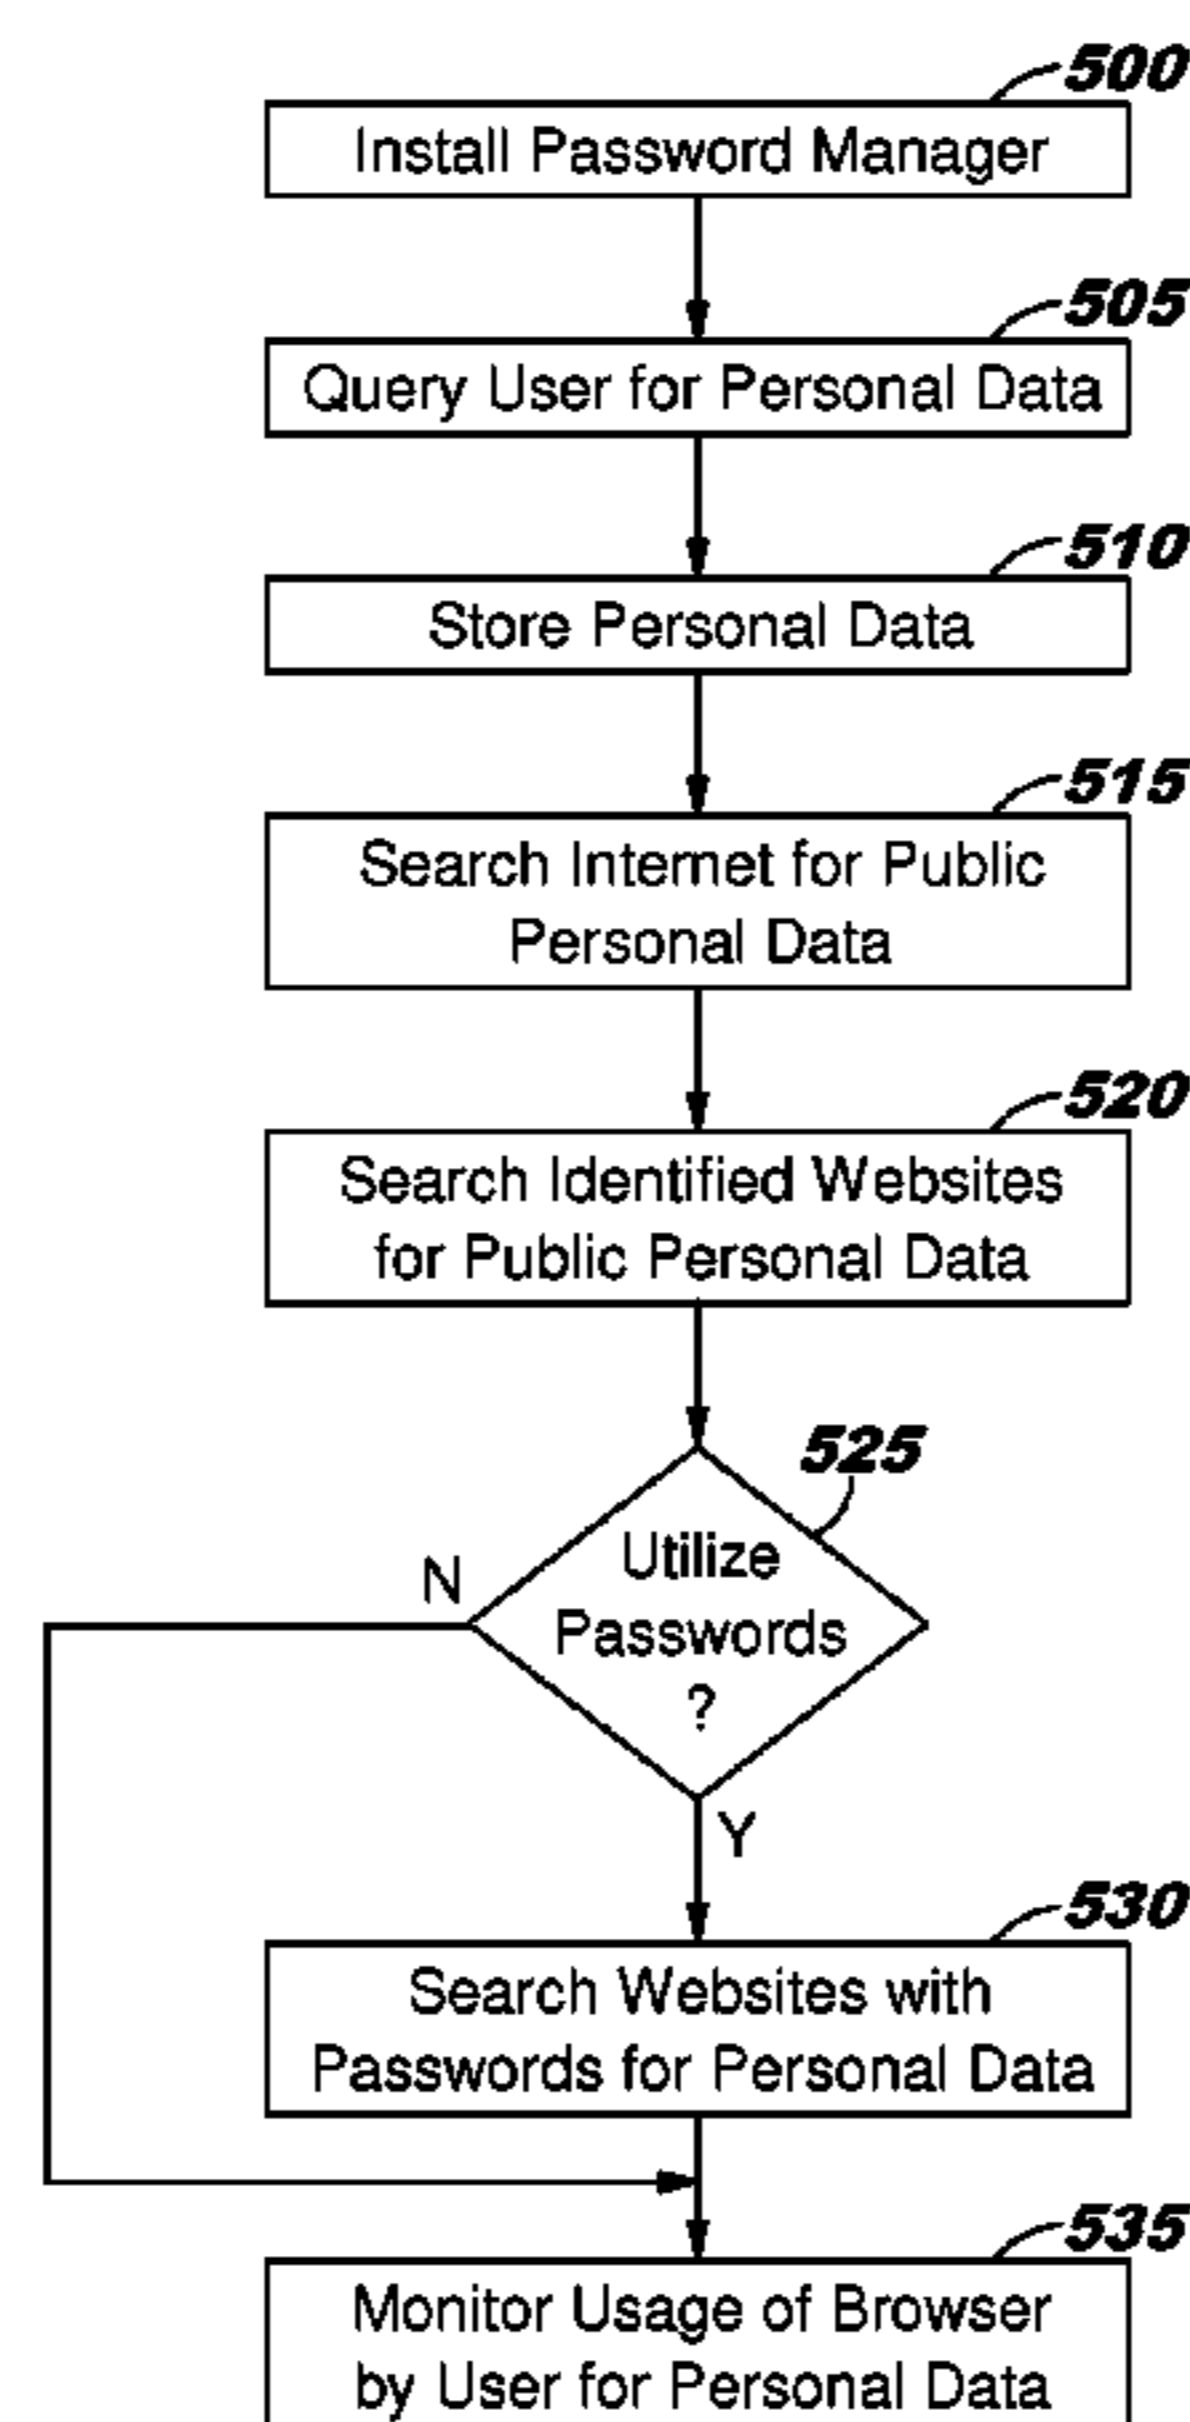 500
Install Password Manager
505
Query User for Personal Data
510
Store Personal Data
515
Search Internet for Public
Personal Data
520
Search Identified Websites
for Public Personal Data
525
Utilize
Passwords
?
N
Y
530
Search Websites with
Passwords for Personal Data
535
Monitor Usage of Browser
by User for Personal Data